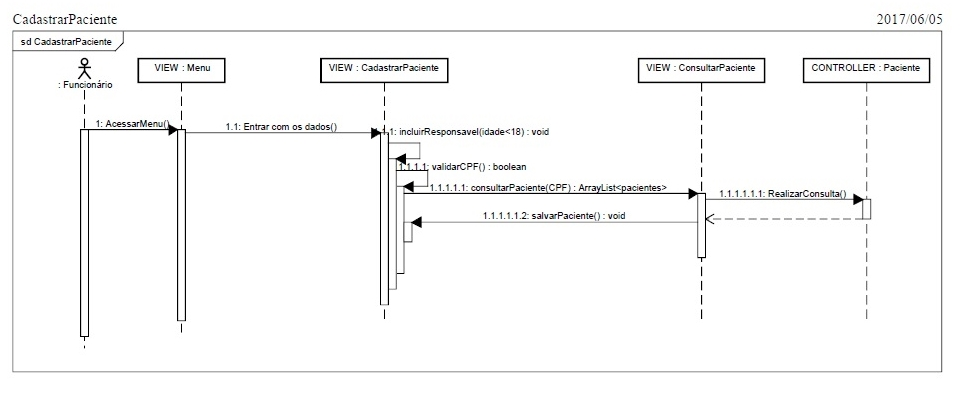 CadastrarPaciente
2017/06/05
sd CadastrarPaciente
: Funcionário
VIEW : Menu
VIEW : CadastrarPaciente
VIEW : ConsultarPaciente
CONTROLLER : Paciente
1: AcessarMenu()
1.1: Entrar com os dados()
1.1.1: incluirResponsavel(idade<18) : void
1.1.1.1: validarCPF() : boolean
1.1.1.1.1: consultarPaciente(CPF) : ArrayList<pacientes>
1.1.1.1.1.1: RealizarConsulta()
1.1.1.1.1.2: salvarPaciente() : void